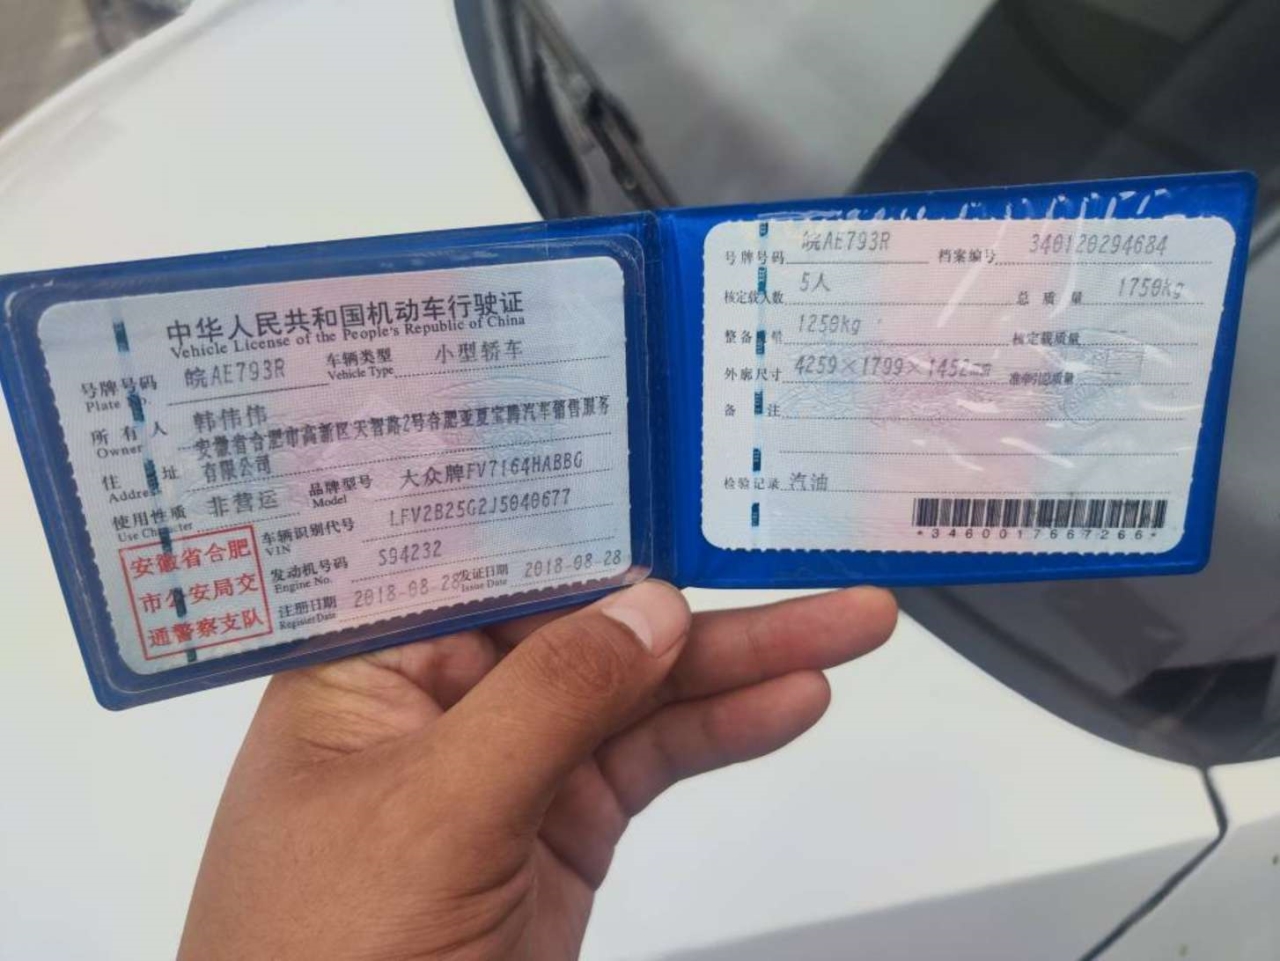 中华人民共和国机动车行驶证
Vehicle License of the People's Republic of China
号牌号码 皖AE793R 车辆类型 小型轿车
Plate No. Vehicle Type
所有人 韩伟伟
Owner
住址 安徽省合肥市高新区天智路2号合肥亚夏宝腾汽车销售服务
Address 有限公司
使用性质 非营运 品牌型号 大众牌FV7164HABBG
Use Character Model
车辆识别代号 LFV2B25G2J5040677
VIN
发动机号码 S94232
Engine No.
注册日期 2018-08-28 发证日期 2018-08-28
Register Date Issue Date
安徽省合肥
市公安局交
通警察支队
号牌号码 皖AE793R 档案编号 340120294684
核定载人数 5人 总质量 1750kg
整备质量 1250kg 核定载质量
外廓尺寸 4259×1799×1452mm 准牵引总质量
备注
检验记录 汽油
*3460017667266*